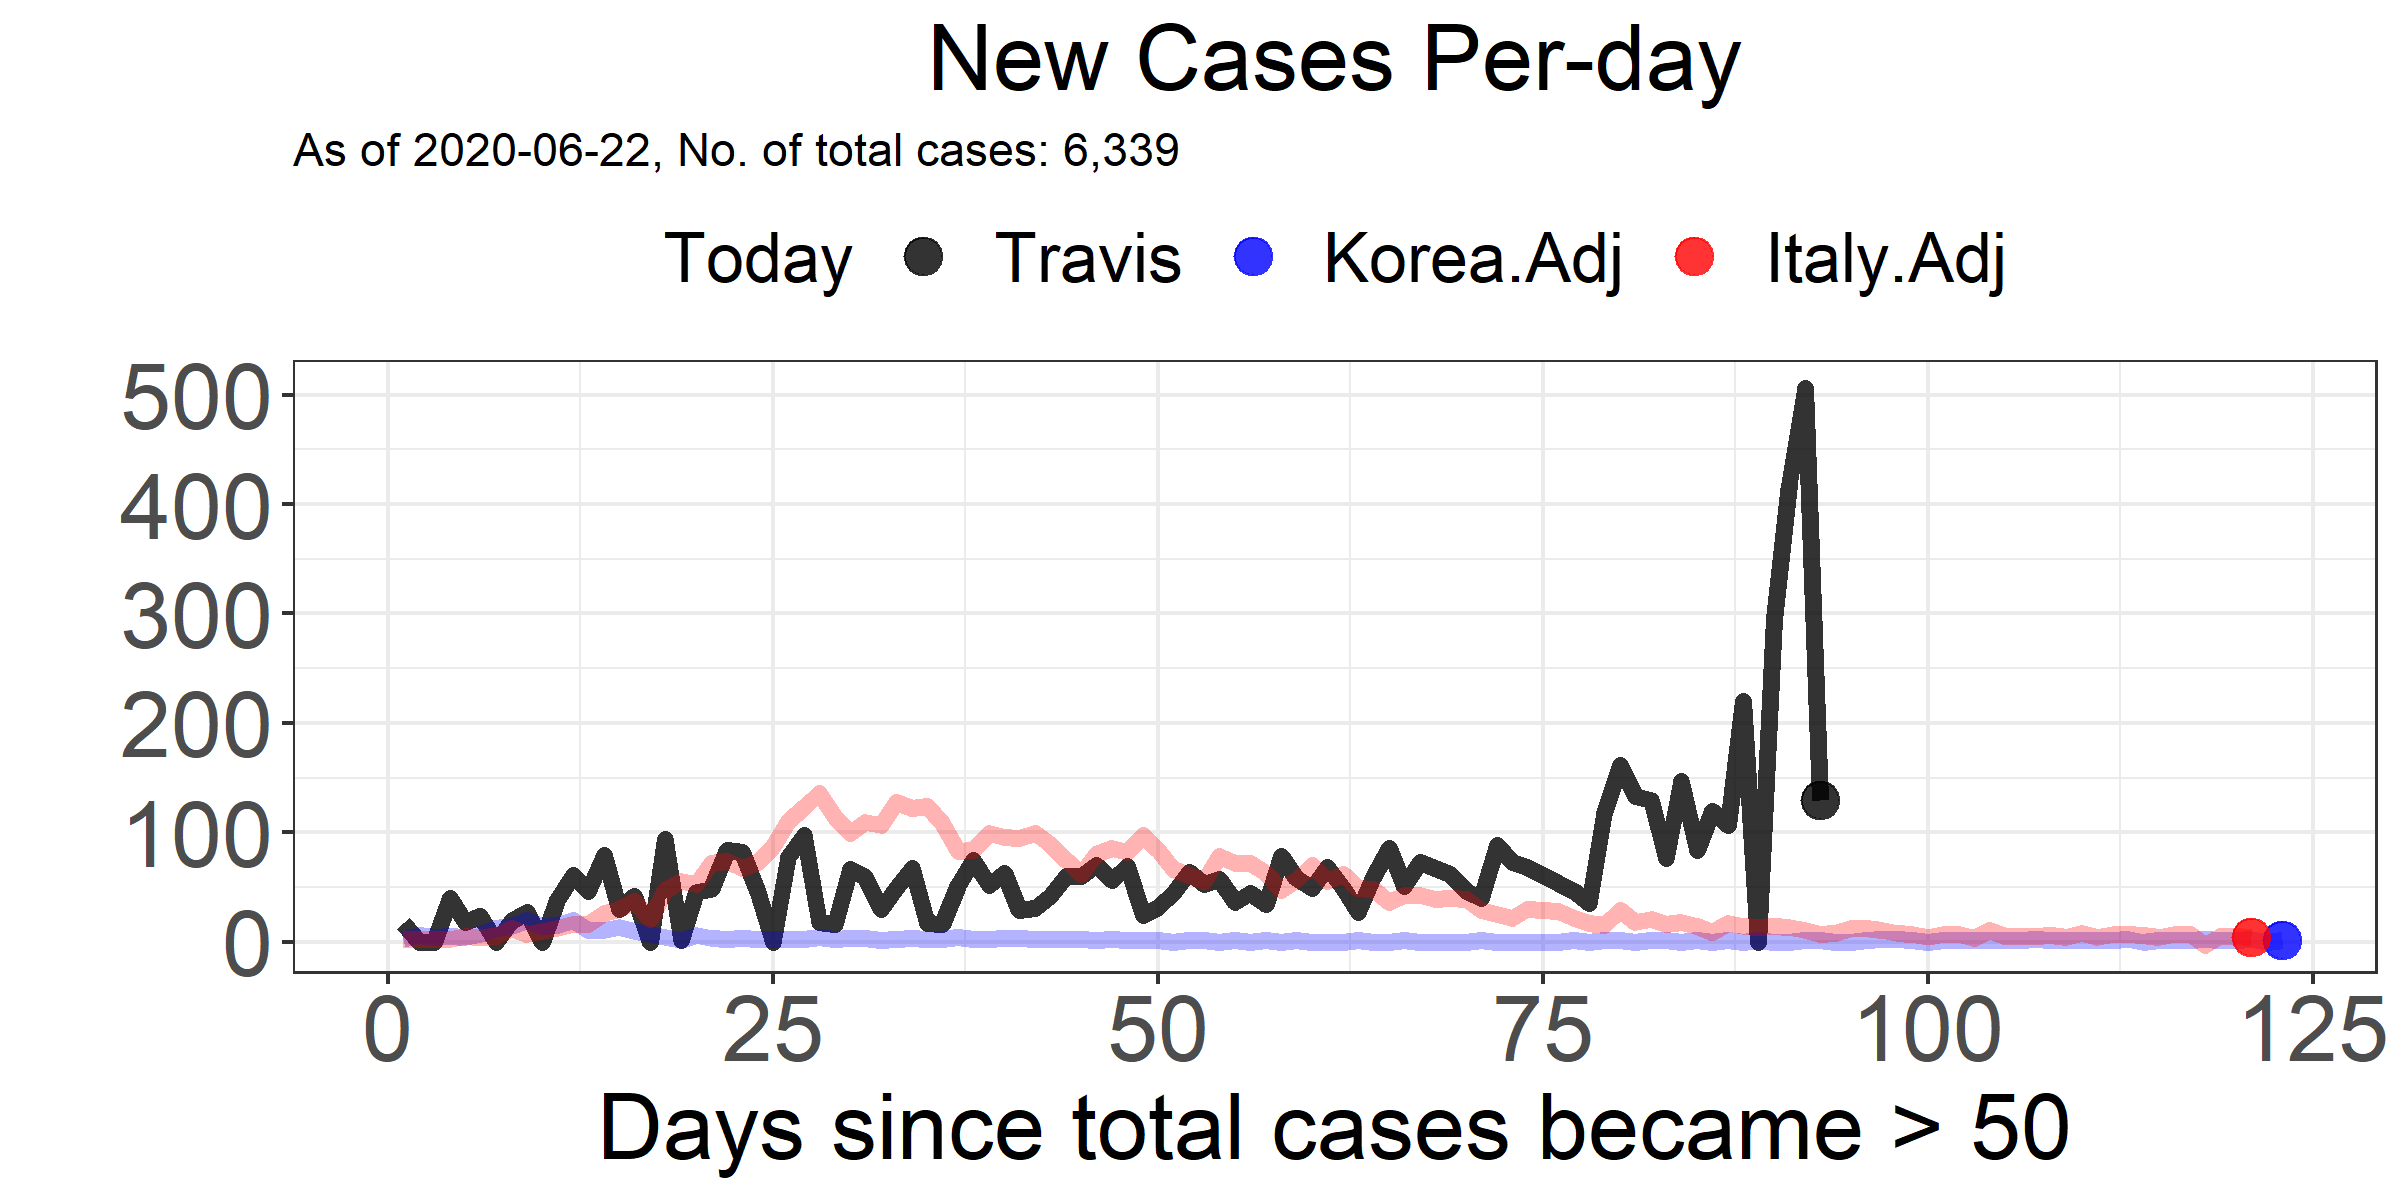 New Cases Per-day
As of 2020-06-22, No. of total cases: 6,339
Today Travis Korea.Adj Italy.Adj
500
400
300
200
100
0
0 25 50 75 100 125
Days since total cases became > 50